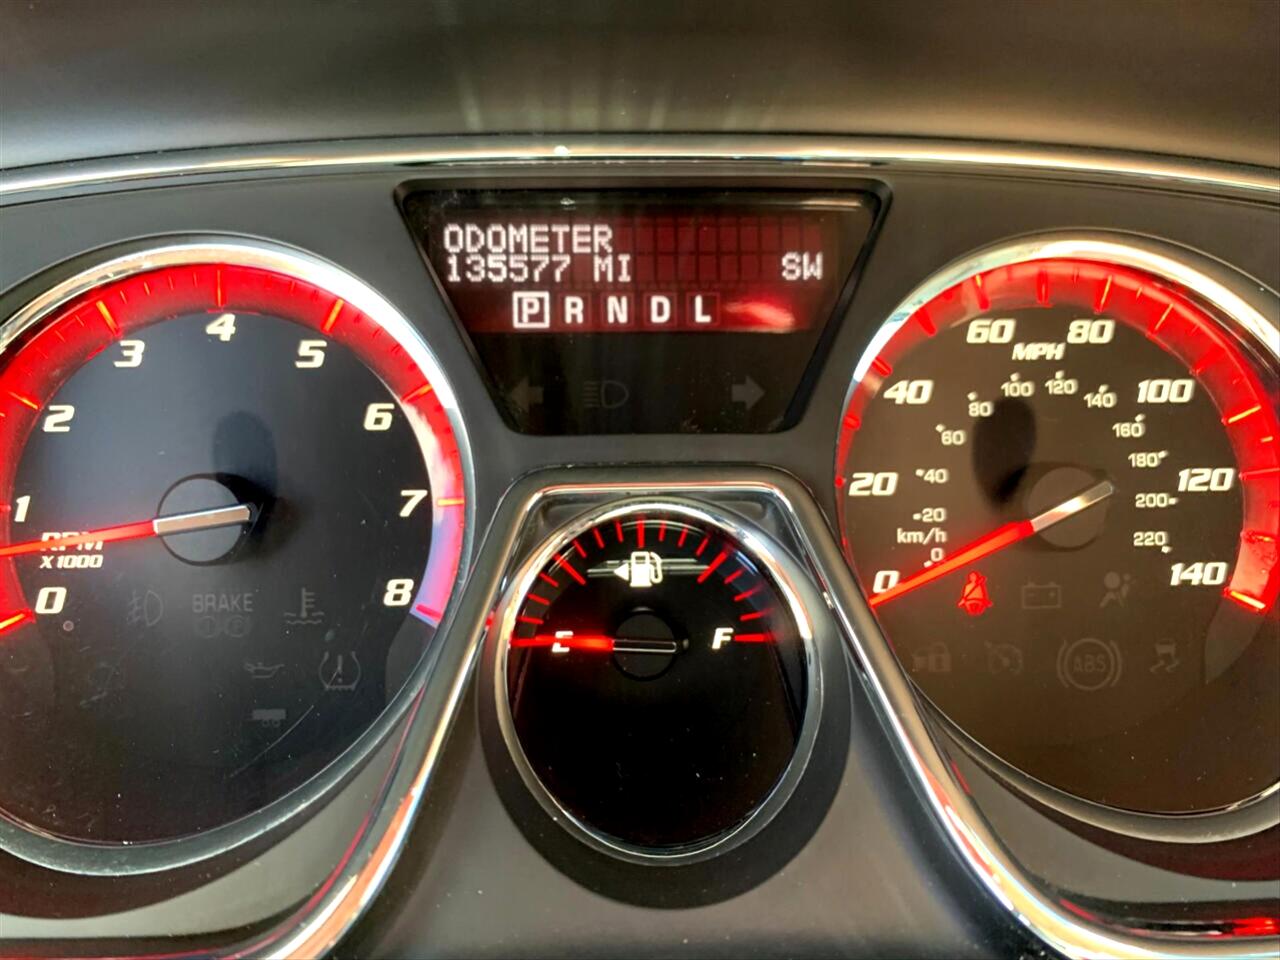 ODOMETER
135577 MI SW
P R N D L
0 1 2 3 4 5 6 7 8
RPM
X1000
BRAKE
E F
0 20 40 60 80 100 120 140
MPH
0 20 40 60 80 100 120 140 160 180 200 220
km/h
ABS